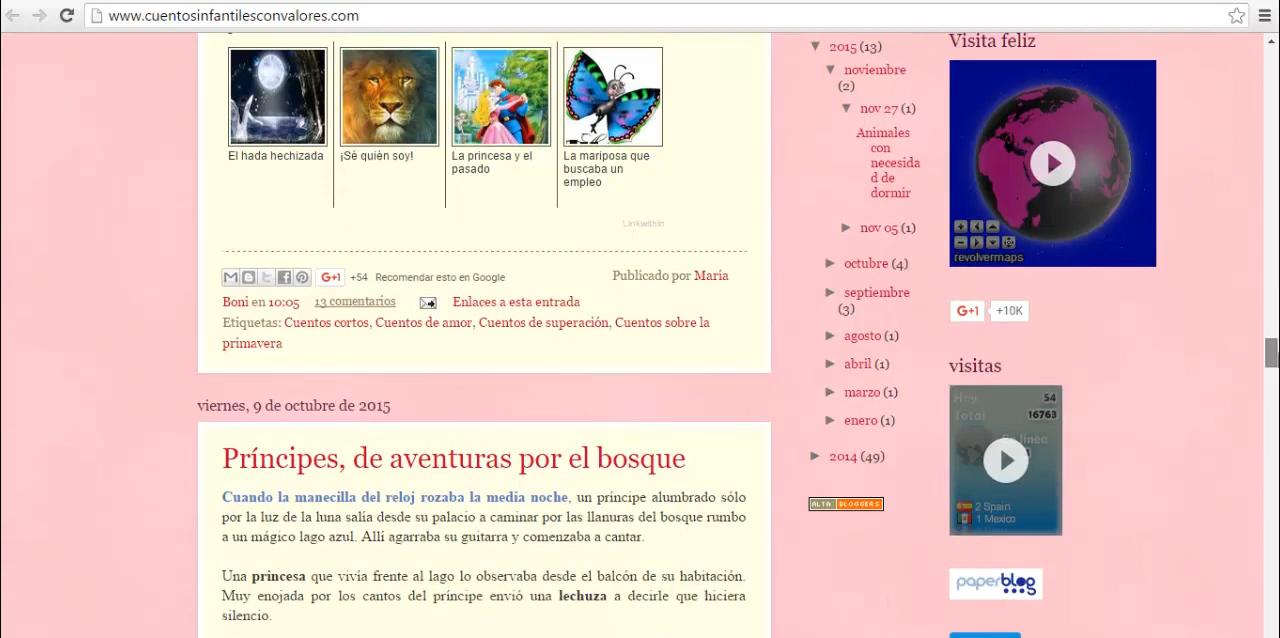 www.cuentosinfantilesconvalores.com
El hada hechizada
¡Sé quién soy!
La princesa y el
pasado
La mariposa que
buscaba un
empleo
LinkWithin
G+1 +54 Recomendar esto en Google
Publicado por María
Boni en 10:05 13 comentarios Enlaces a esta entrada
Etiquetas: Cuentos cortos, Cuentos de amor, Cuentos de superación, Cuentos sobre la
primavera
viernes, 9 de octubre de 2015
Príncipes, de aventuras por el bosque
Cuando la manecilla del reloj rozaba la media noche, un príncipe alumbrado sólo
por la luz de la luna salía desde su palacio a caminar por las llanuras del bosque rumbo
a un mágico lago azul. Allí agarraba su guitarra y comenzaba a cantar.
Una princesa que vivía frente al lago lo observaba desde el balcón de su habitación.
Muy enojada por los cantos del príncipe envió una lechuza a decirle que hiciera
silencio.
2015 (13)
noviembre
(2)
nov 27 (1)
Animales
con
necesida
d de
dormir
nov 05 (1)
octubre (4)
septiembre
(3)
agosto (1)
abril (1)
marzo (1)
enero (1)
2014 (49)
ALTA BLOGGERS
Visita feliz
revolvermaps
G+1 +10K
visitas
Hoy 54
Total 16763
En línea
2 Spain
1 Mexico
paperblog